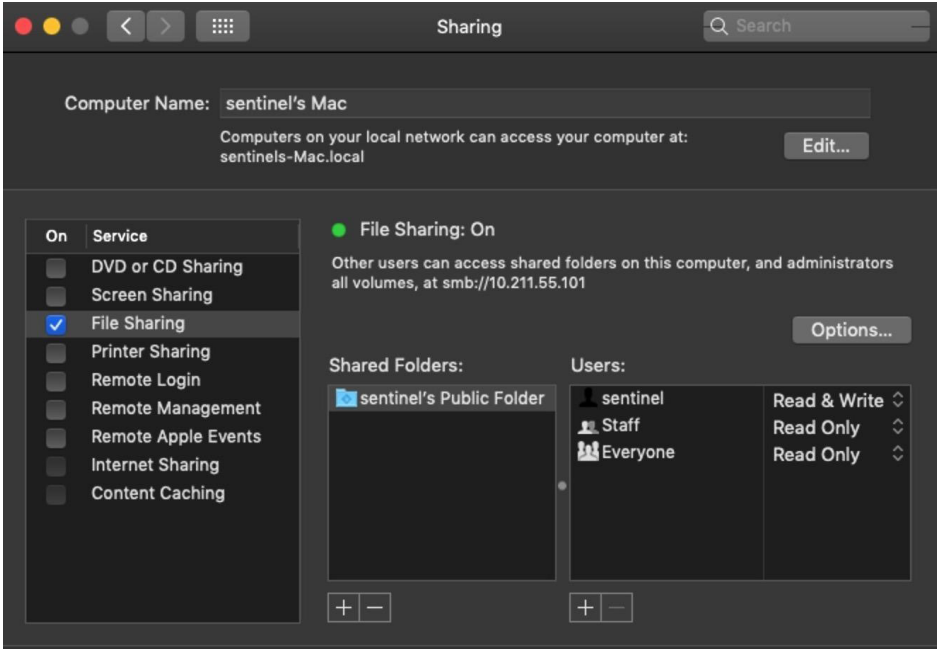 Sharing
Search
Computer Name: sentinel's Mac
Computers on your local network can access your computer at:
sentinels-Mac.local
Edit...
On Service
DVD or CD Sharing
Screen Sharing
File Sharing
Printer Sharing
Remote Login
Remote Management
Remote Apple Events
Internet Sharing
Content Caching
File Sharing: On
Other users can access shared folders on this computer, and administrators
all volumes, at smb://10.211.55.101
Options...
Shared Folders:
sentinel's Public Folder
Users:
sentinel Read & Write
Staff Read Only
Everyone Read Only